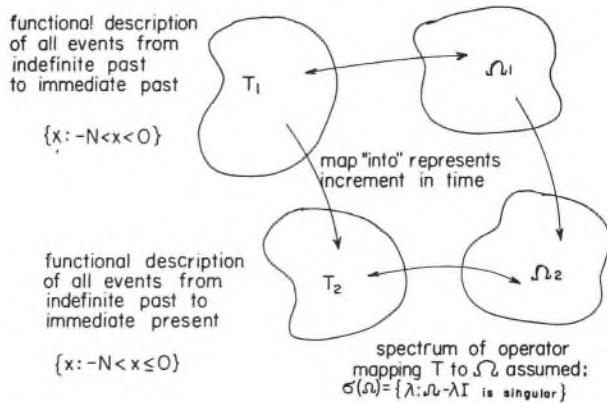 functional description
of all events from
indefinite past
to immediate past
{x: -N<x<0}
T1
Ω1
map "into" represents
increment in time
functional description
of all events from
indefinite past to
immediate present
{x: -N<x≤0}
T2
Ω2
spectrum of operator
mapping T to Ω assumed:
σ(Ω)={λ:Ω-λI is singular}